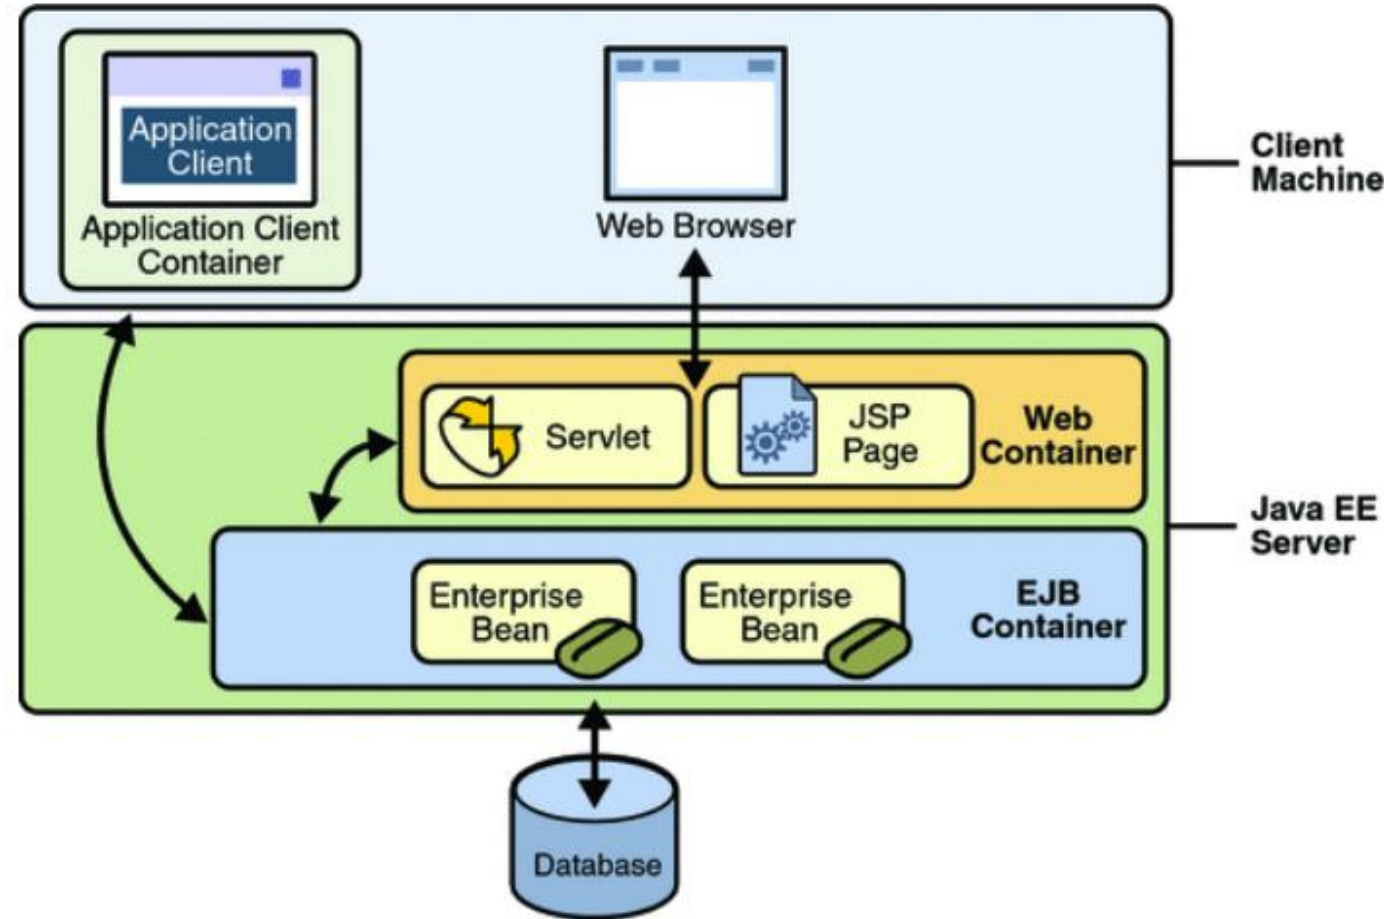 Application
Client
Application Client
Container
Web Browser
Client
Machine
Servlet
JSP
Page
Web
Container
Java EE
Server
Enterprise
Bean
Enterprise
Bean
EJB
Container
Database